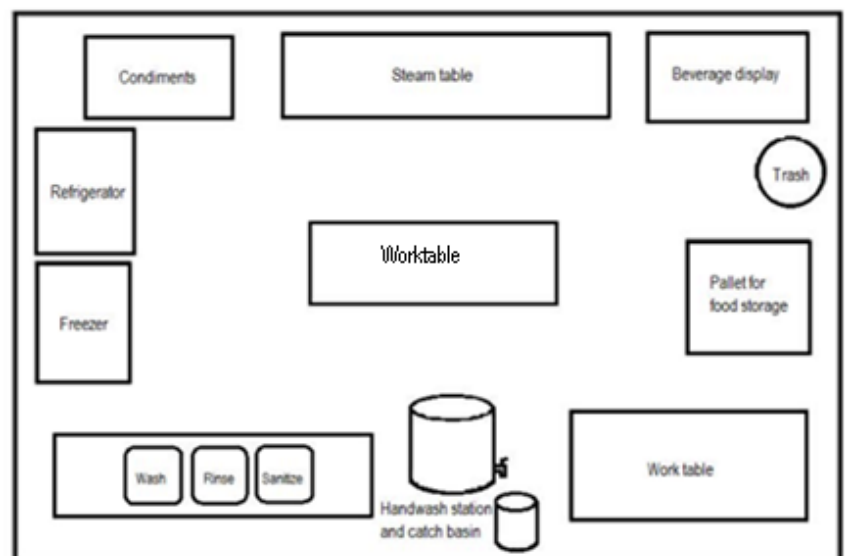 Condiments
Steam table
Beverage display
Refrigerator
Trash
Worktable
Pallet for
food storage
Freezer
Wash
Rinse
Sanitize
Handwash station
and catch basin
Work table